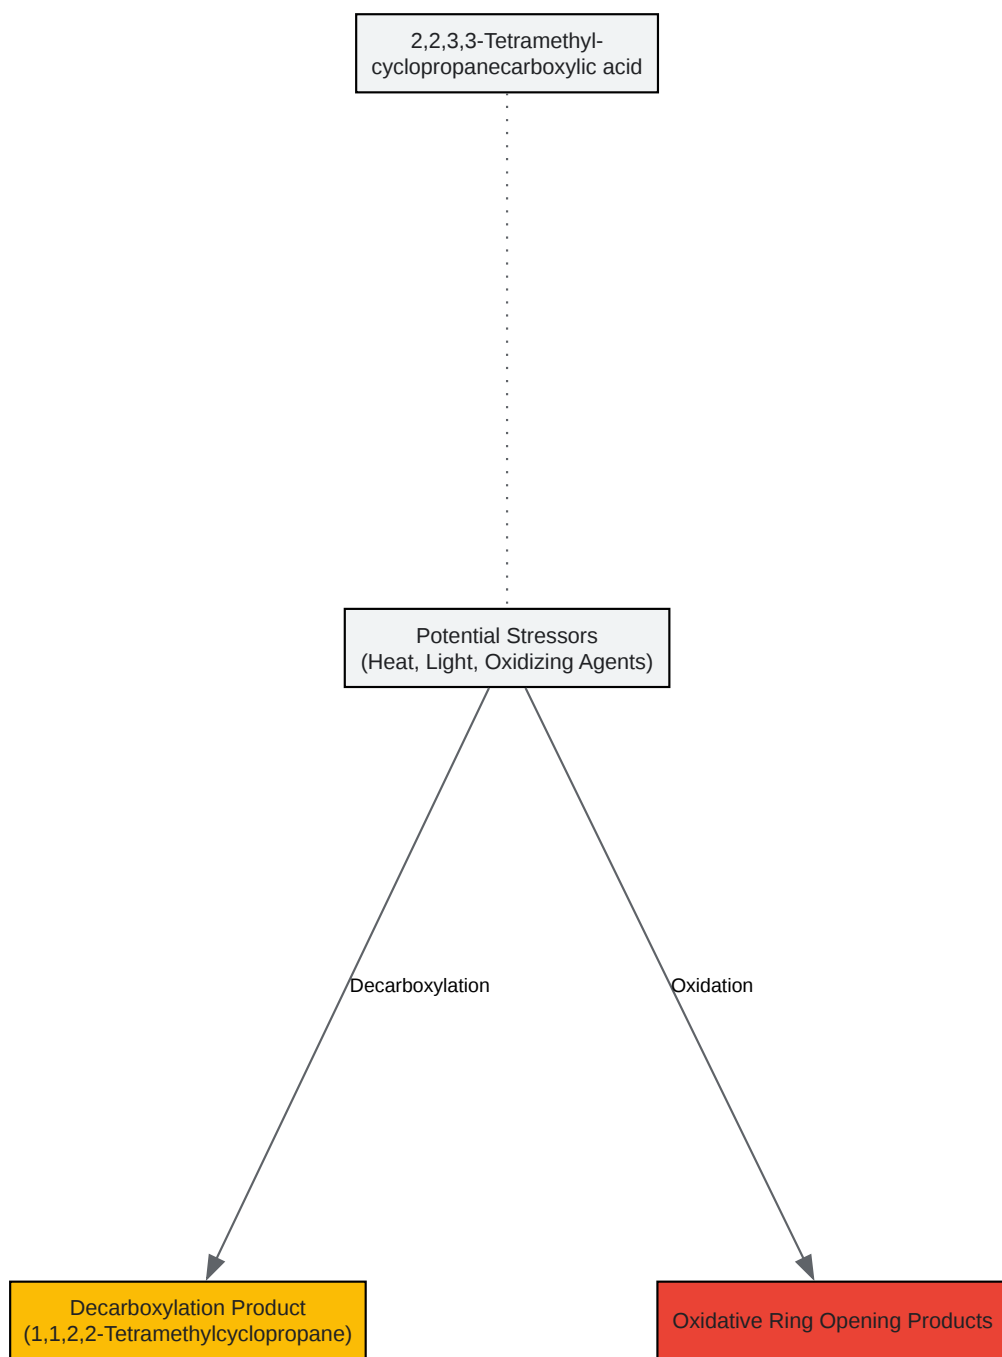 2,2,3,3-Tetramethyl-
cyclopropanecarboxylic acid
Potential Stressors
(Heat, Light, Oxidizing Agents)
Decarboxylation
Oxidation
Decarboxylation Product
(1,1,2,2-Tetramethylcyclopropane)
Oxidative Ring Opening Products